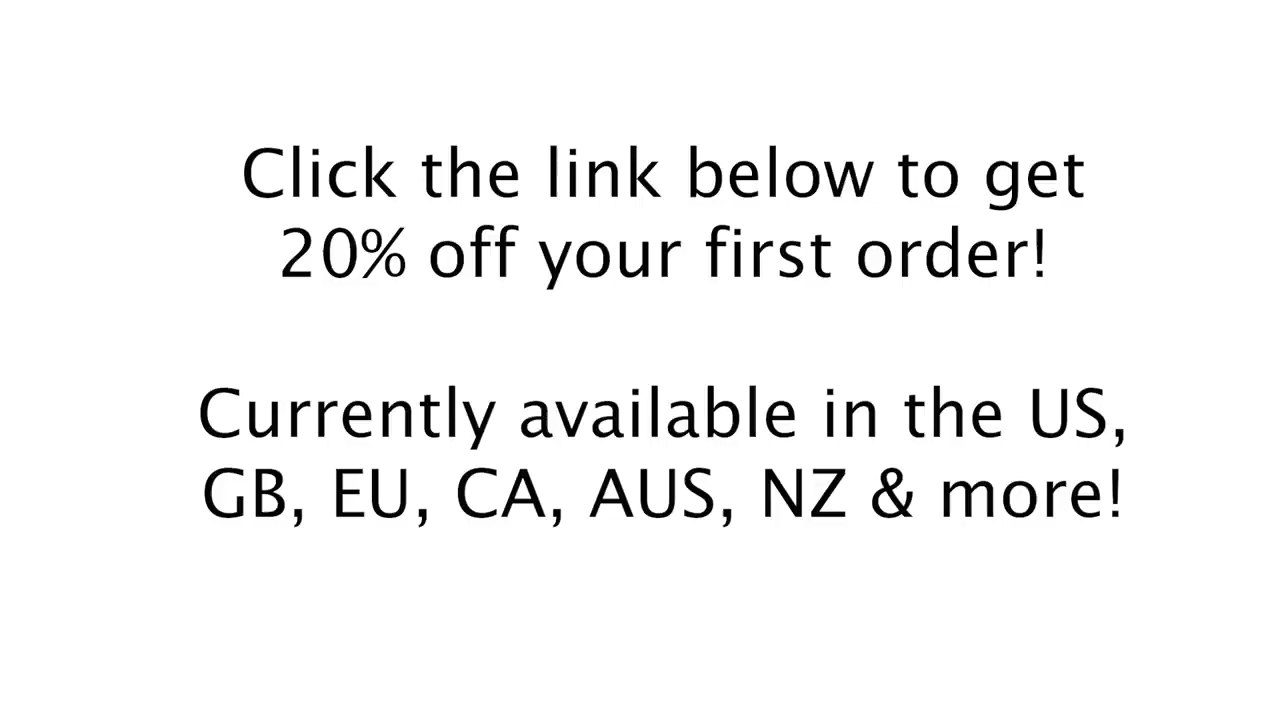 Click the link below to get
20% off your first order!
Currently available in the US,
GB, EU, CA, AUS, NZ & more!